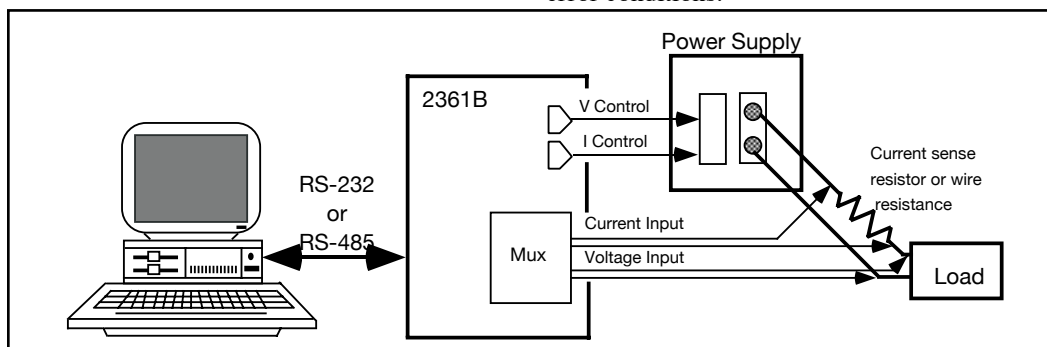 Power Supply
2361B
V Control
I Control
RS-232
or
RS-485
Current sense
resistor or wire
resistance
Current Input
Mux
Voltage Input
Load